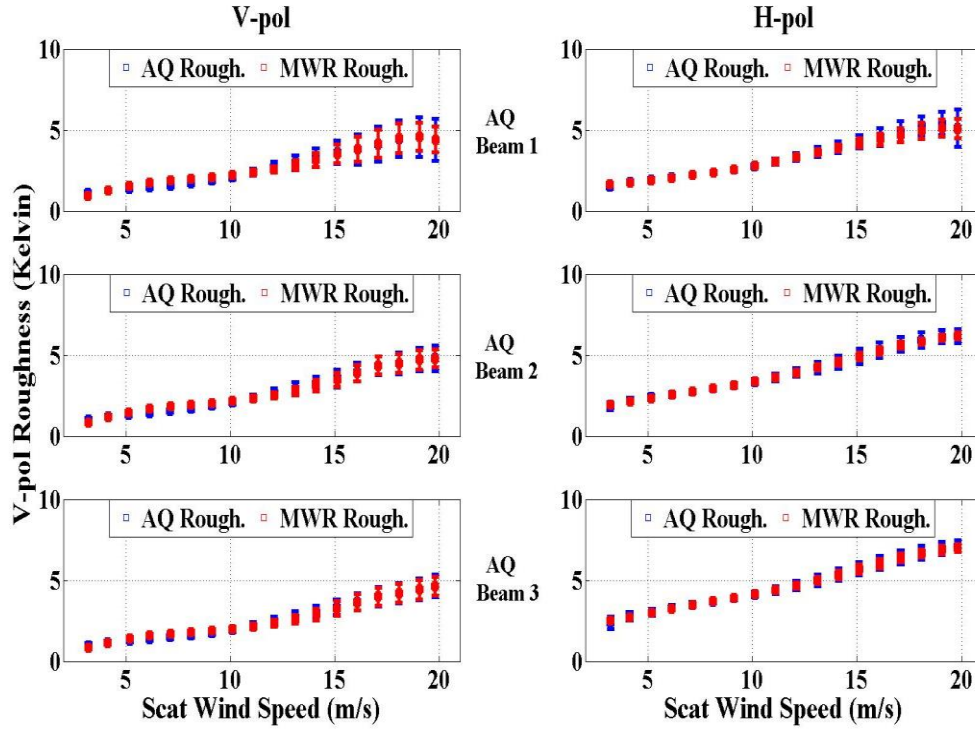 V-pol
H-pol
V-pol Roughness (Kelvin)
10
5
0
AQ Rough. MWR Rough.
5 10 15 20
AQ
Beam 1
10
5
0
AQ Rough. MWR Rough.
5 10 15 20
10
5
0
AQ Rough. MWR Rough.
5 10 15 20
AQ
Beam 2
10
5
0
AQ Rough. MWR Rough.
5 10 15 20
10
5
0
AQ Rough. MWR Rough.
5 10 15 20
Scat Wind Speed (m/s)
AQ
Beam 3
10
5
0
AQ Rough. MWR Rough.
5 10 15 20
Scat Wind Speed (m/s)